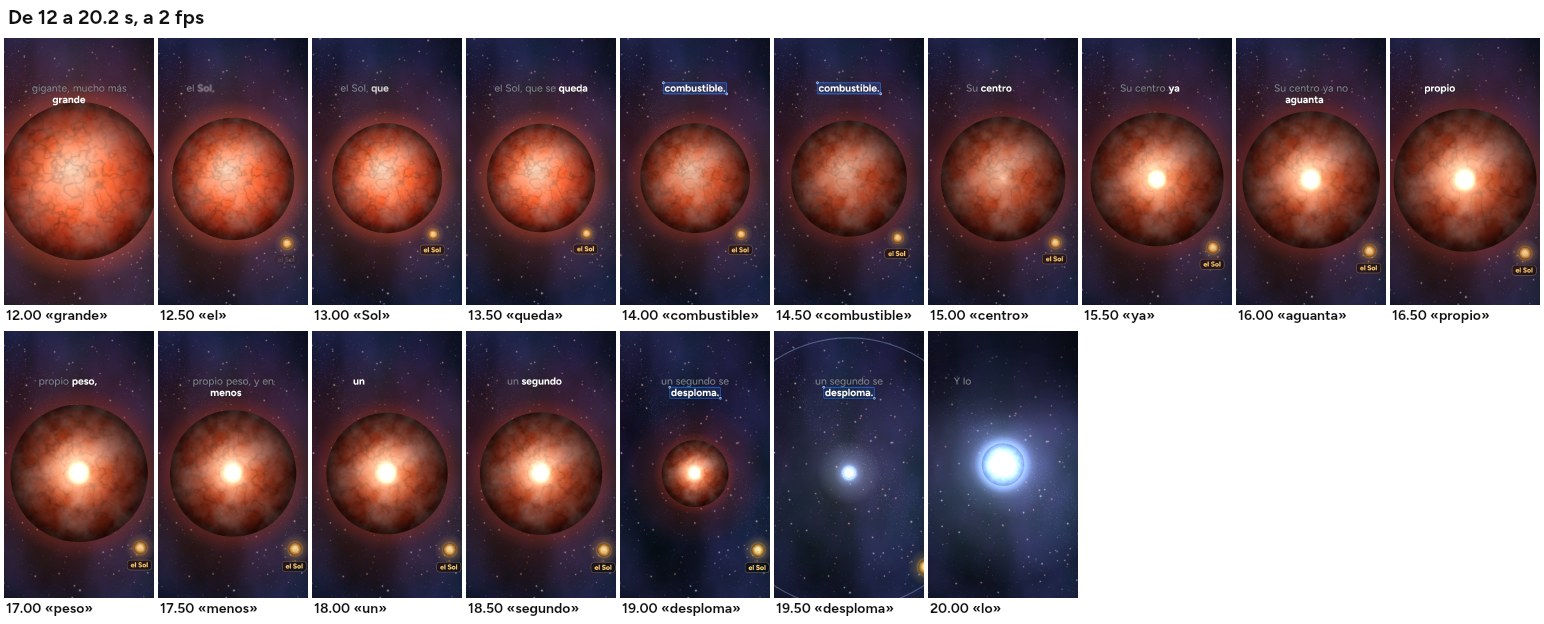 De 12 a 20.2 s, a 2 fps
gigante, mucho más
grande
el Sol,
el Sol, que
el Sol
el Sol, que se queda
el Sol
combustible.
el Sol
combustible.
el Sol
Su centro
el Sol
Su centro ya
el Sol
Su centro ya no
aguanta
el Sol
propio
el Sol
12.00 «grande»
12.50 «el»
13.00 «Sol»
13.50 «queda»
14.00 «combustible»
14.50 «combustible»
15.00 «centro»
15.50 «ya»
16.00 «aguanta»
16.50 «propio»
propio peso,
el Sol
propio peso, y en
menos
el Sol
un
el Sol
un segundo
el Sol
un segundo se
desploma.
el Sol
un segundo se
desploma.
Y lo
17.00 «peso»
17.50 «menos»
18.00 «un»
18.50 «segundo»
19.00 «desploma»
19.50 «desploma»
20.00 «lo»